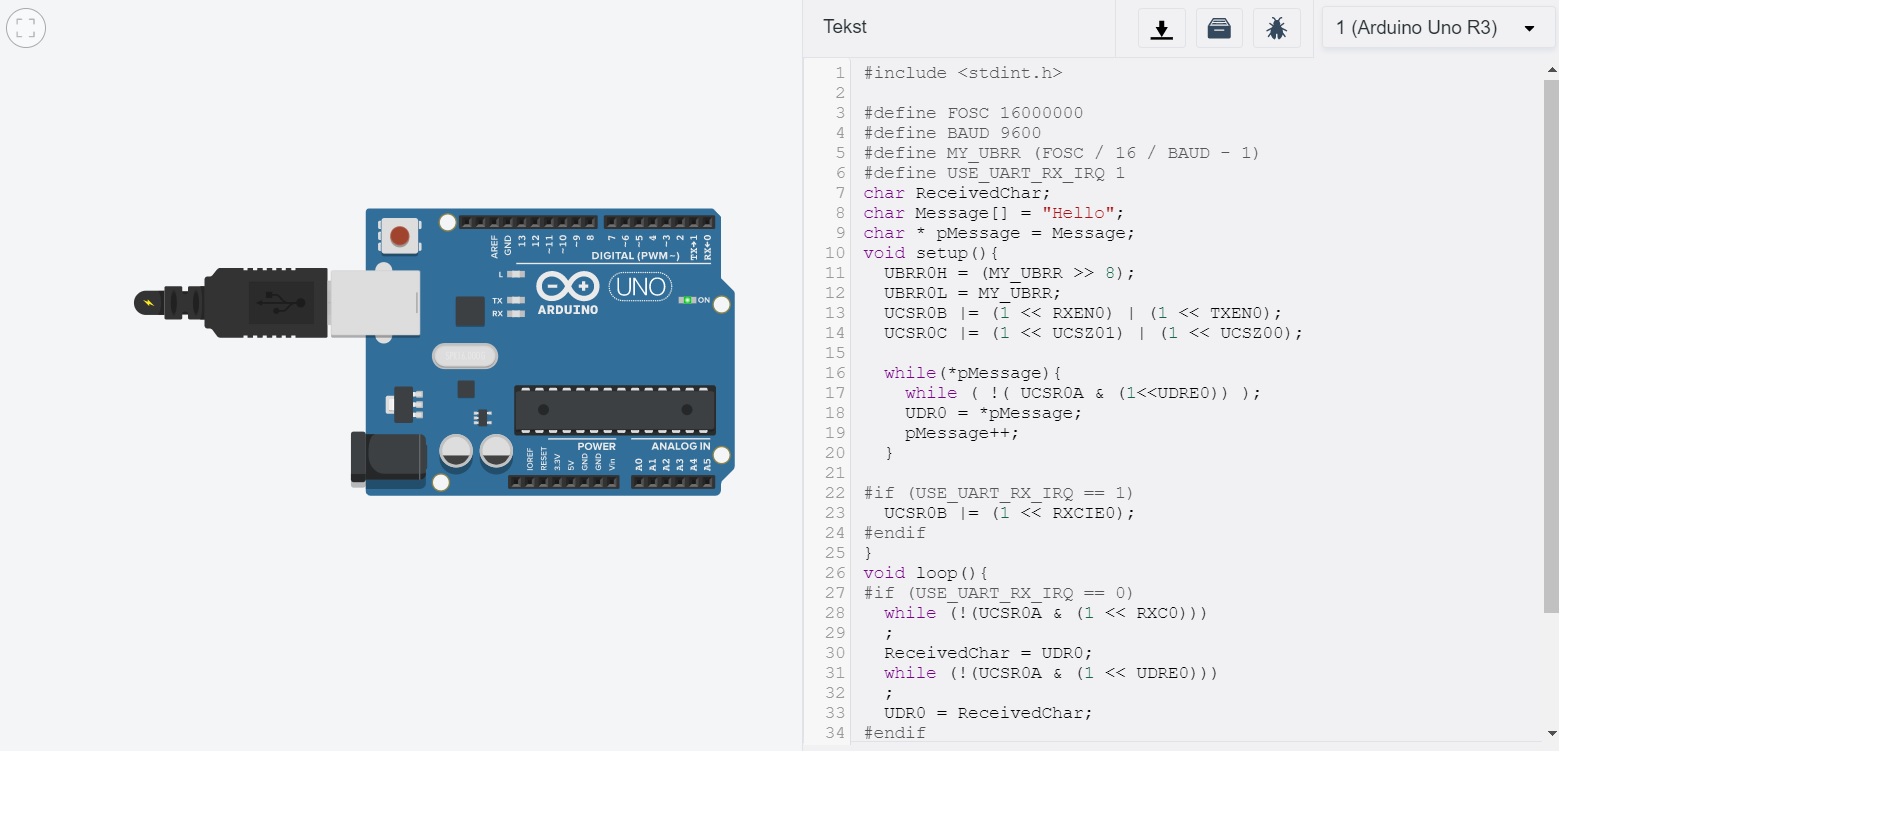 Tekst
1 (Arduino Uno R3)
1 #include <stdint.h>
2
3 #define FOSC 16000000
4 #define BAUD 9600
5 #define MY_UBRR (FOSC / 16 / BAUD - 1)
6 #define USE_UART_RX_IRQ 1
7 char ReceivedChar;
8 char Message[] = "Hello";
9 char * pMessage = Message;
10 void setup(){
11   UBRR0H = (MY_UBRR >> 8);
12   UBRR0L = MY_UBRR;
13   UCSR0B |= (1 << RXEN0) | (1 << TXEN0);
14   UCSR0C |= (1 << UCSZ01) | (1 << UCSZ00);
15
16   while(*pMessage){
17     while ( !( UCSR0A & (1<<UDRE0)) );
18     UDR0 = *pMessage;
19     pMessage++;
20   }
21
22 #if (USE_UART_RX_IRQ == 1)
23   UCSR0B |= (1 << RXCIE0);
24 #endif
25 }
26 void loop(){
27 #if (USE_UART_RX_IRQ == 0)
28   while (!(UCSR0A & (1 << RXC0)))
29   ;
30   ReceivedChar = UDR0;
31   while (!(UCSR0A & (1 << UDRE0)))
32   ;
33   UDR0 = ReceivedChar;
34 #endif
AREF GND 13 12 ~11 ~10 ~9 8 7 ~6 ~5 4 ~3 2 TX→1 RX←0
DIGITAL (PWM~)
L
TX
RX
ARDUINO
UNO
ON
POWER
ANALOG IN
IOREF RESET 3.3V 5V GND GND Vin A0 A1 A2 A3 A4 A5